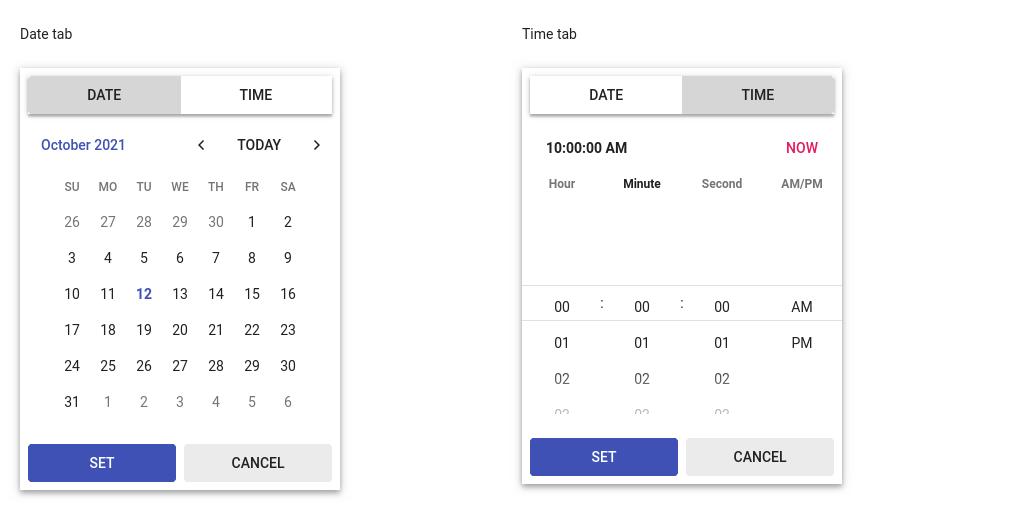 Date tab
DATE TIME
October 2021 TODAY
SU MO TU WE TH FR SA
26 27 28 29 30 1 2
3 4 5 6 7 8 9
10 11 12 13 14 15 16
17 18 19 20 21 22 23
24 25 26 27 28 29 30
31 1 2 3 4 5 6
SET CANCEL
Time tab
DATE TIME
10:00:00 AM NOW
Hour Minute Second AM/PM
00 : 00 : 00 AM
01 01 01 PM
02 02 02
SET CANCEL